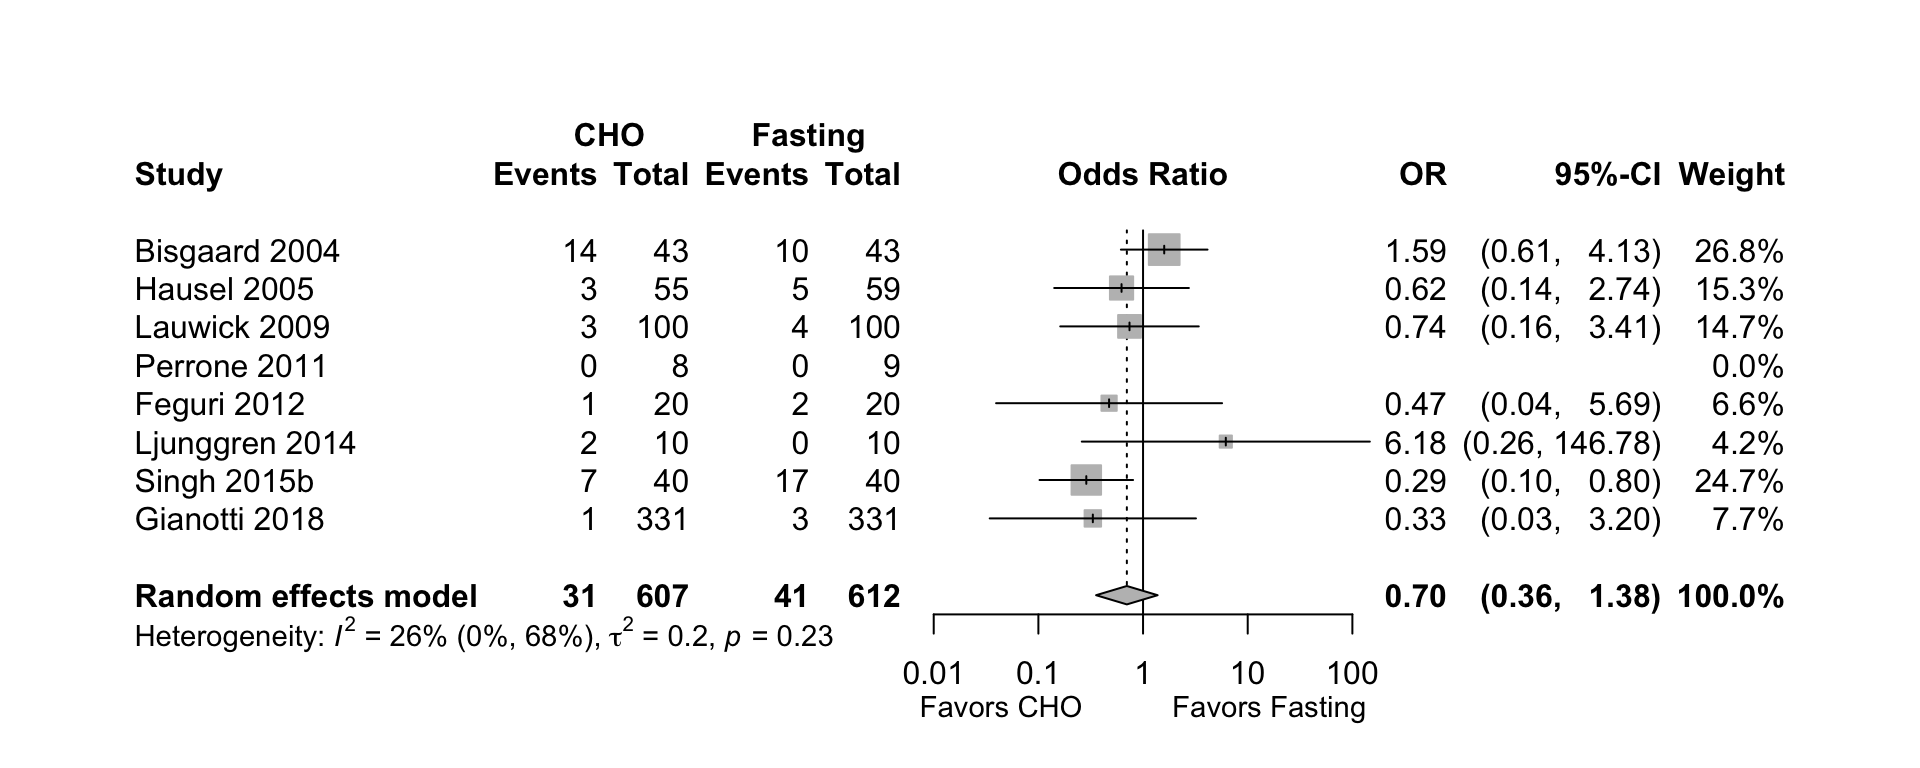 CHO Fasting
Study Events Total Events Total Odds Ratio OR 95%-CI Weight
Bisgaard 2004 14 43 10 43 1.59 (0.61, 4.13) 26.8%
Hausel 2005 3 55 5 59 0.62 (0.14, 2.74) 15.3%
Lauwick 2009 3 100 4 100 0.74 (0.16, 3.41) 14.7%
Perrone 2011 0 8 0 9 0.0%
Feguri 2012 1 20 2 20 0.47 (0.04, 5.69) 6.6%
Ljunggren 2014 2 10 0 10 6.18 (0.26, 146.78) 4.2%
Singh 2015b 7 40 17 40 0.29 (0.10, 0.80) 24.7%
Gianotti 2018 1 331 3 331 0.33 (0.03, 3.20) 7.7%
Random effects model 31 607 41 612 0.70 (0.36, 1.38) 100.0%
Heterogeneity: I² = 26% (0%, 68%), τ² = 0.2, p = 0.23
0.01 0.1 1 10 100
Favors CHO Favors Fasting